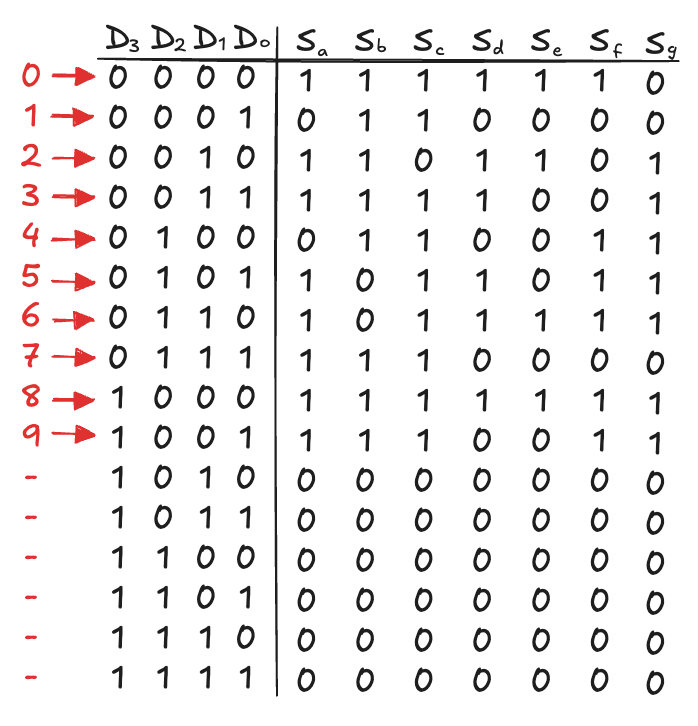 D₃ D₂ D₁ D₀ Sₐ S_b S_c S_d Sₑ S_f S_g
0 → 0 0 0 0 1 1 1 1 1 1 0
1 → 0 0 0 1 0 1 1 0 0 0 0
2 → 0 0 1 0 1 1 0 1 1 0 1
3 → 0 0 1 1 1 1 1 1 0 0 1
4 → 0 1 0 0 0 1 1 0 0 1 1
5 → 0 1 0 1 1 0 1 1 0 1 1
6 → 0 1 1 0 1 0 1 1 1 1 1
7 → 0 1 1 1 1 1 1 0 0 0 0
8 → 1 0 0 0 1 1 1 1 1 1 1
9 → 1 0 0 1 1 1 1 0 0 1 1
- 1 0 1 0 0 0 0 0 0 0 0
- 1 0 1 1 0 0 0 0 0 0 0
- 1 1 0 0 0 0 0 0 0 0 0
- 1 1 0 1 0 0 0 0 0 0 0
- 1 1 1 0 0 0 0 0 0 0 0
- 1 1 1 1 0 0 0 0 0 0 0